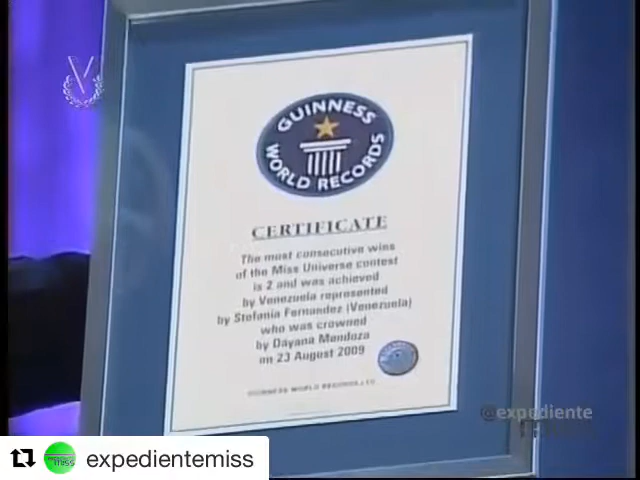 GUINNESS
WORLD RECORDS
CERTIFICATE
The most consecutive wins
of the Miss Universe contest
is 2 and was achieved
by Venezuela represented
by Stefania Fernandez (Venezuela)
who was crowned
by Dayana Mendoza
on 23 August 2009
GUINNESS WORLD RECORDS LTD
@expediente
expedientemiss